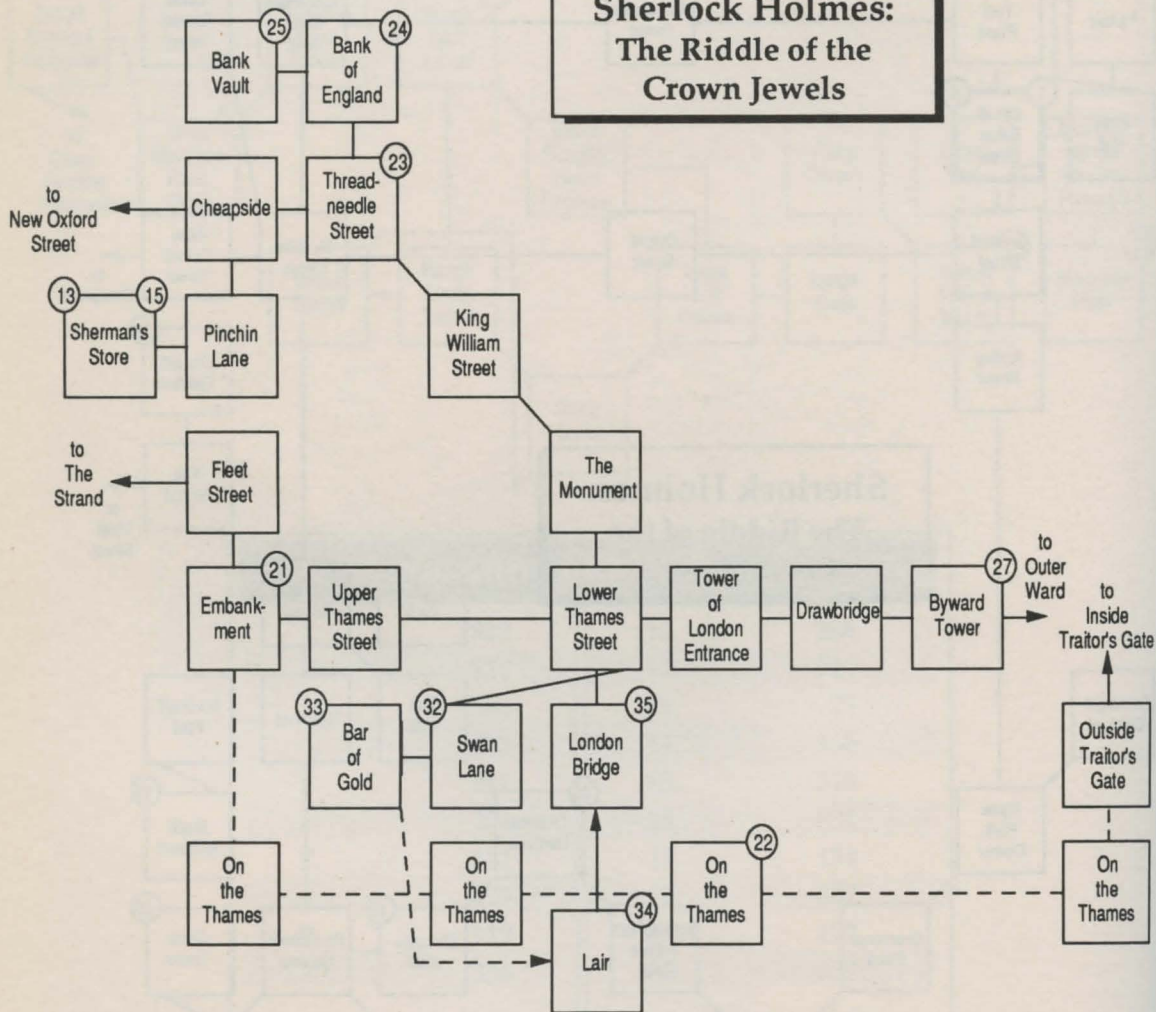 Sherlock Holmes:
The Riddle of the
Crown Jewels
25
Bank
Vault
24
Bank
of
England
to
New Oxford
Street
Cheapside
23
Thread-
needle
Street
13
15
Sherman's
Store
Pinchin
Lane
King
William
Street
to
The
Strand
Fleet
Street
The
Monument
21
Embank-
ment
Upper
Thames
Street
Lower
Thames
Street
Tower
of
London
Entrance
Drawbridge
27
Byward
Tower
to
Outer
Ward
to
Inside
Traitor's Gate
33
Bar
of
Gold
32
Swan
Lane
35
London
Bridge
Outside
Traitor's
Gate
On
the
Thames
On
the
Thames
22
On
the
Thames
On
the
Thames
34
Lair